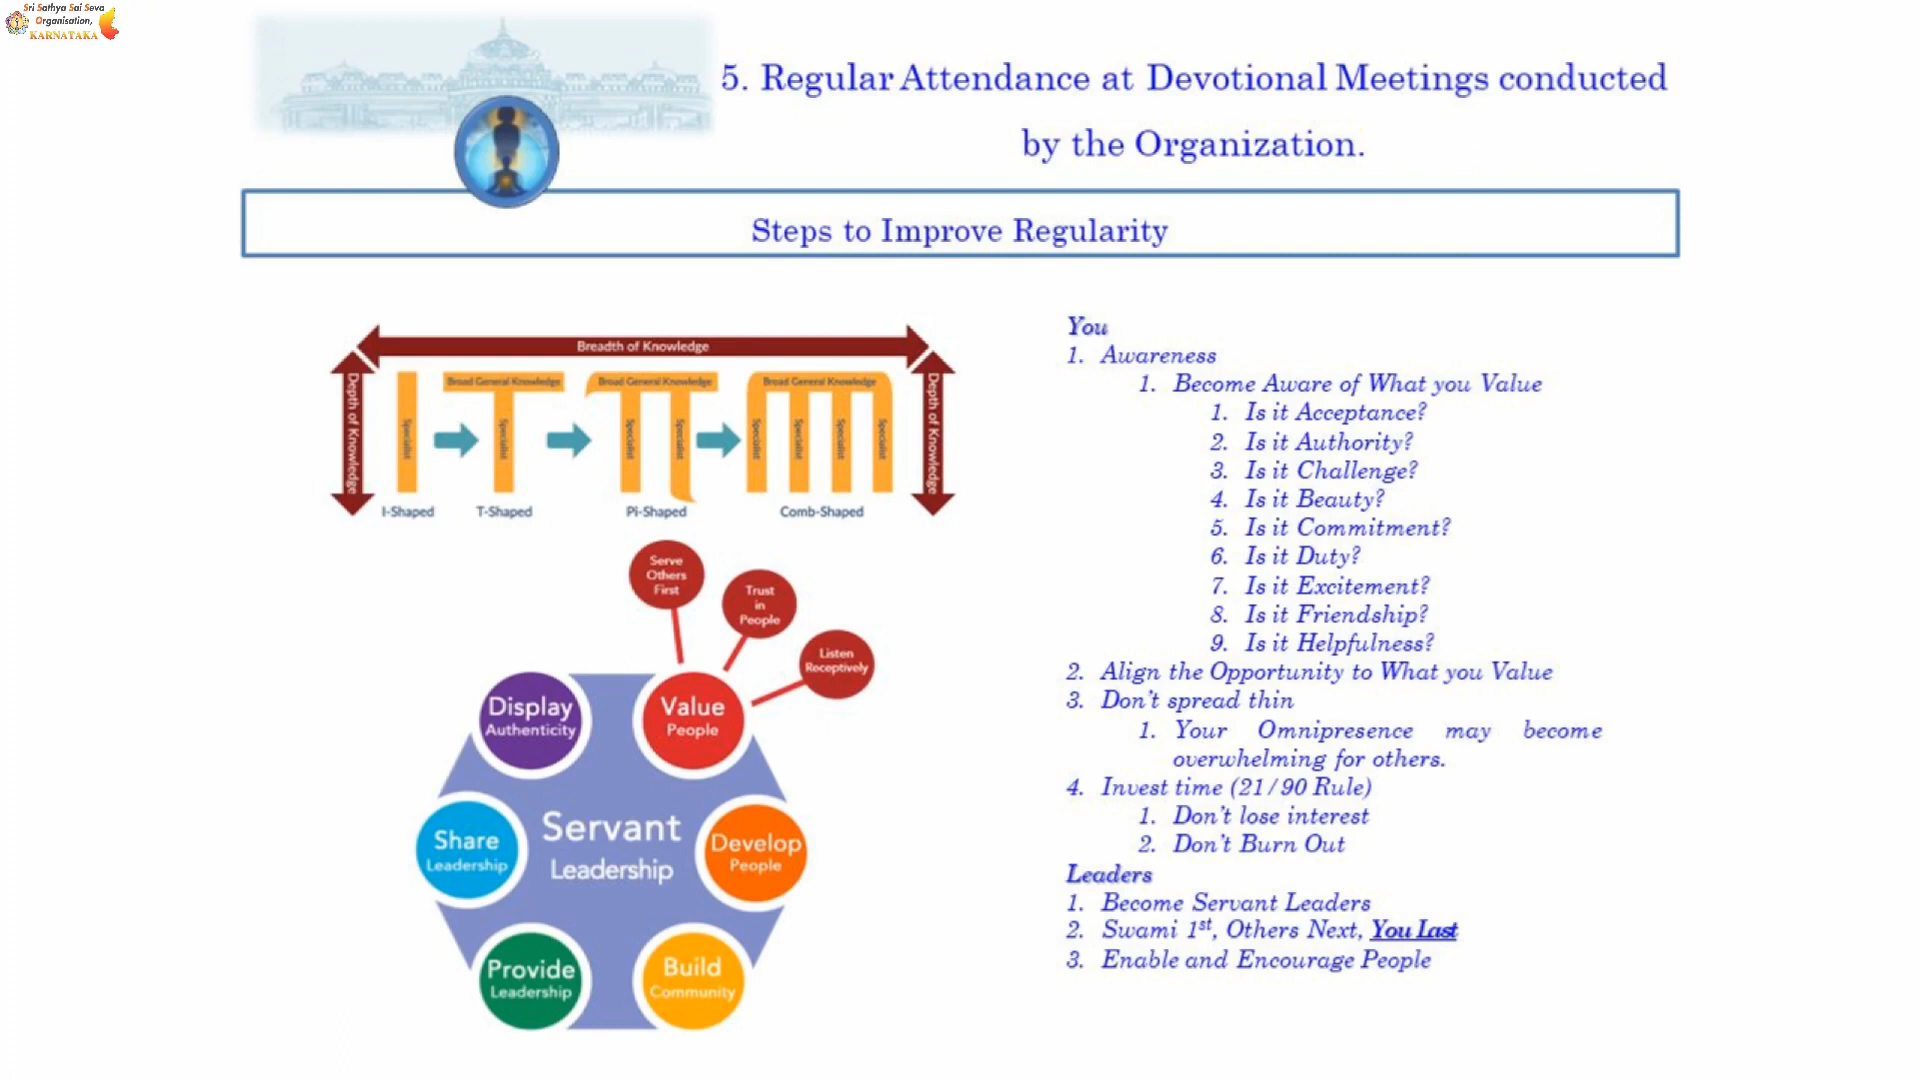 Sri Sathya Sai Seva
Organisation,
KARNATAKA
5. Regular Attendance at Devotional Meetings conducted
by the Organization.
Steps to Improve Regularity
Breadth of Knowledge
Depth of Knowledge
Specialist
I-Shaped
Broad General Knowledge
Specialist
T-Shaped
Broad General Knowledge
Specialist
Specialist
Pi-Shaped
Broad General Knowledge
Specialist
Specialist
Specialist
Specialist
Comb-Shaped
Depth of Knowledge
Serve
Others
First
Trust
in
People
Listen
Receptively
Display
Authenticity
Value
People
Share
Leadership
Servant
Leadership
Develop
People
Provide
Leadership
Build
Community
You
1. Awareness
1. Become Aware of What you Value
1. Is it Acceptance?
2. Is it Authority?
3. Is it Challenge?
4. Is it Beauty?
5. Is it Commitment?
6. Is it Duty?
7. Is it Excitement?
8. Is it Friendship?
9. Is it Helpfulness?
2. Align the Opportunity to What you Value
3. Don't spread thin
1. Your Omnipresence may become
overwhelming for others.
4. Invest time (21/90 Rule)
1. Don't lose interest
2. Don't Burn Out
Leaders
1. Become Servant Leaders
2. Swami 1st, Others Next, You Last
3. Enable and Encourage People